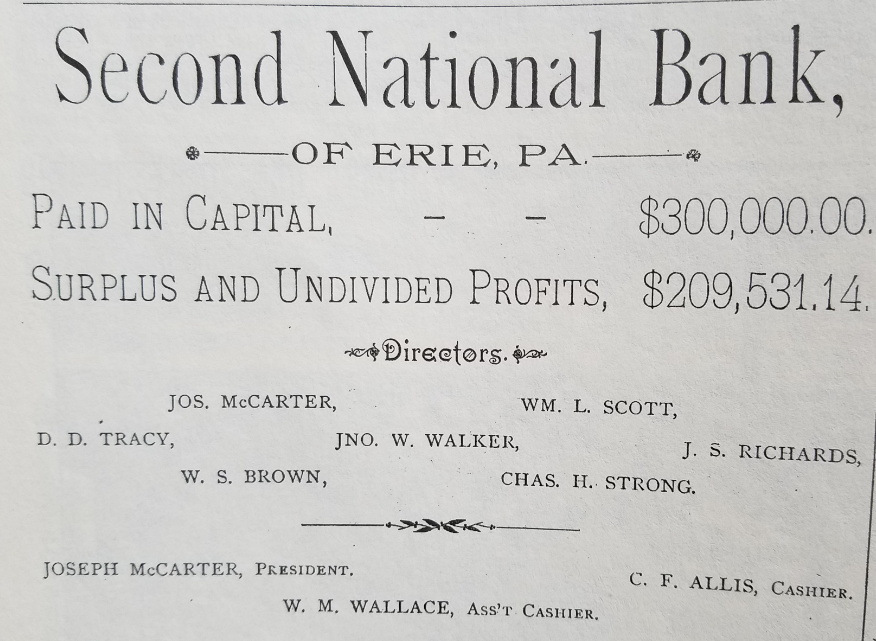 Second National Bank,
OF ERIE, PA.
PAID IN CAPITAL, – – $300,000.00.
SURPLUS AND UNDIVIDED PROFITS, $209,531.14.
Directors.
JOS. McCARTER, WM. L. SCOTT,
D. D. TRACY, JNO. W. WALKER, J. S. RICHARDS,
W. S. BROWN, CHAS. H. STRONG.
JOSEPH McCARTER, PRESIDENT. C. F. ALLIS, CASHIER.
W. M. WALLACE, ASS'T CASHIER.